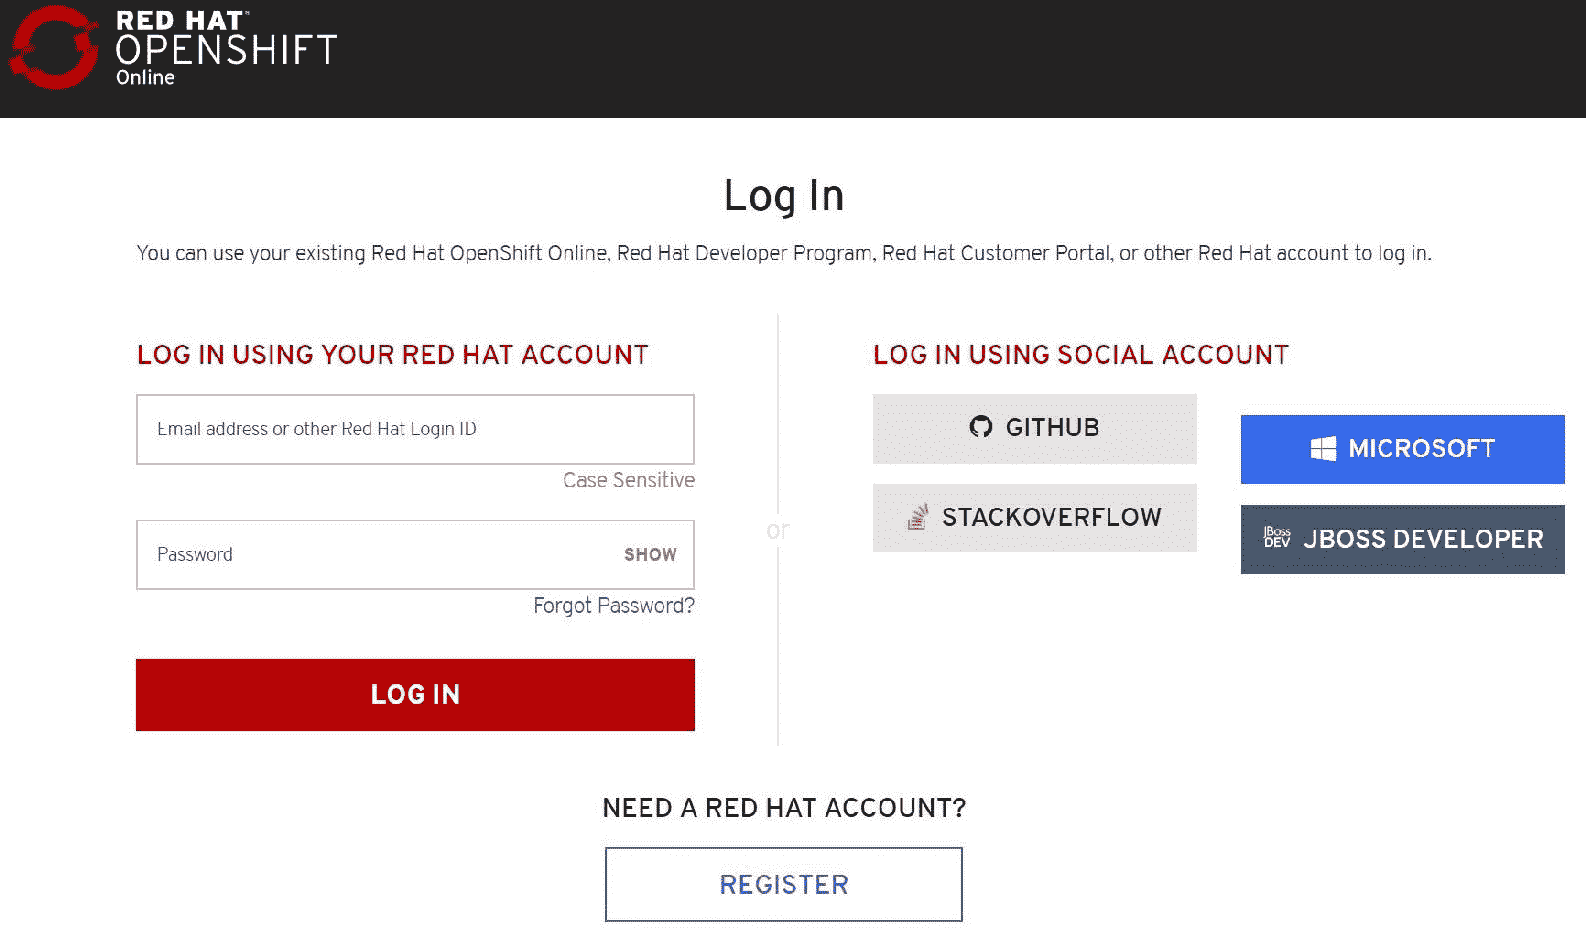 RED HAT®
OPENSHIFT
Online
Log In
You can use your existing Red Hat OpenShift Online, Red Hat Developer Program, Red Hat Customer Portal, or other Red Hat account to log in.
LOG IN USING YOUR RED HAT ACCOUNT
Email address or other Red Hat Login ID
Case Sensitive
Password SHOW
Forgot Password?
LOG IN
or
LOG IN USING SOCIAL ACCOUNT
GITHUB
MICROSOFT
STACKOVERFLOW
JBoss DEV JBOSS DEVELOPER
NEED A RED HAT ACCOUNT?
REGISTER